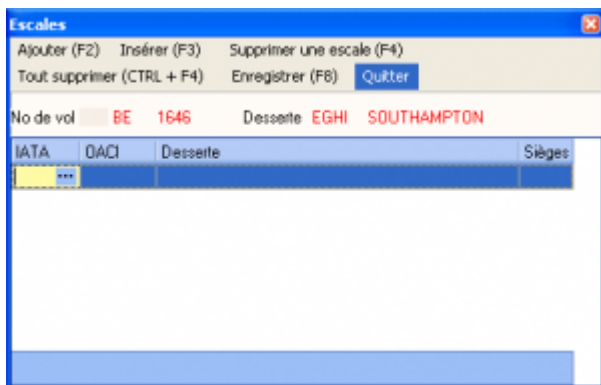 Escales
Ajouter (F2) Insérer (F3) Supprimer une escale (F4)
Tout supprimer (CTRL + F4) Enregistrer (F8) Quitter
No de vol BE 1646 Desserte EGHI SOUTHAMPTON
IATA OACI Desserte Sièges
...